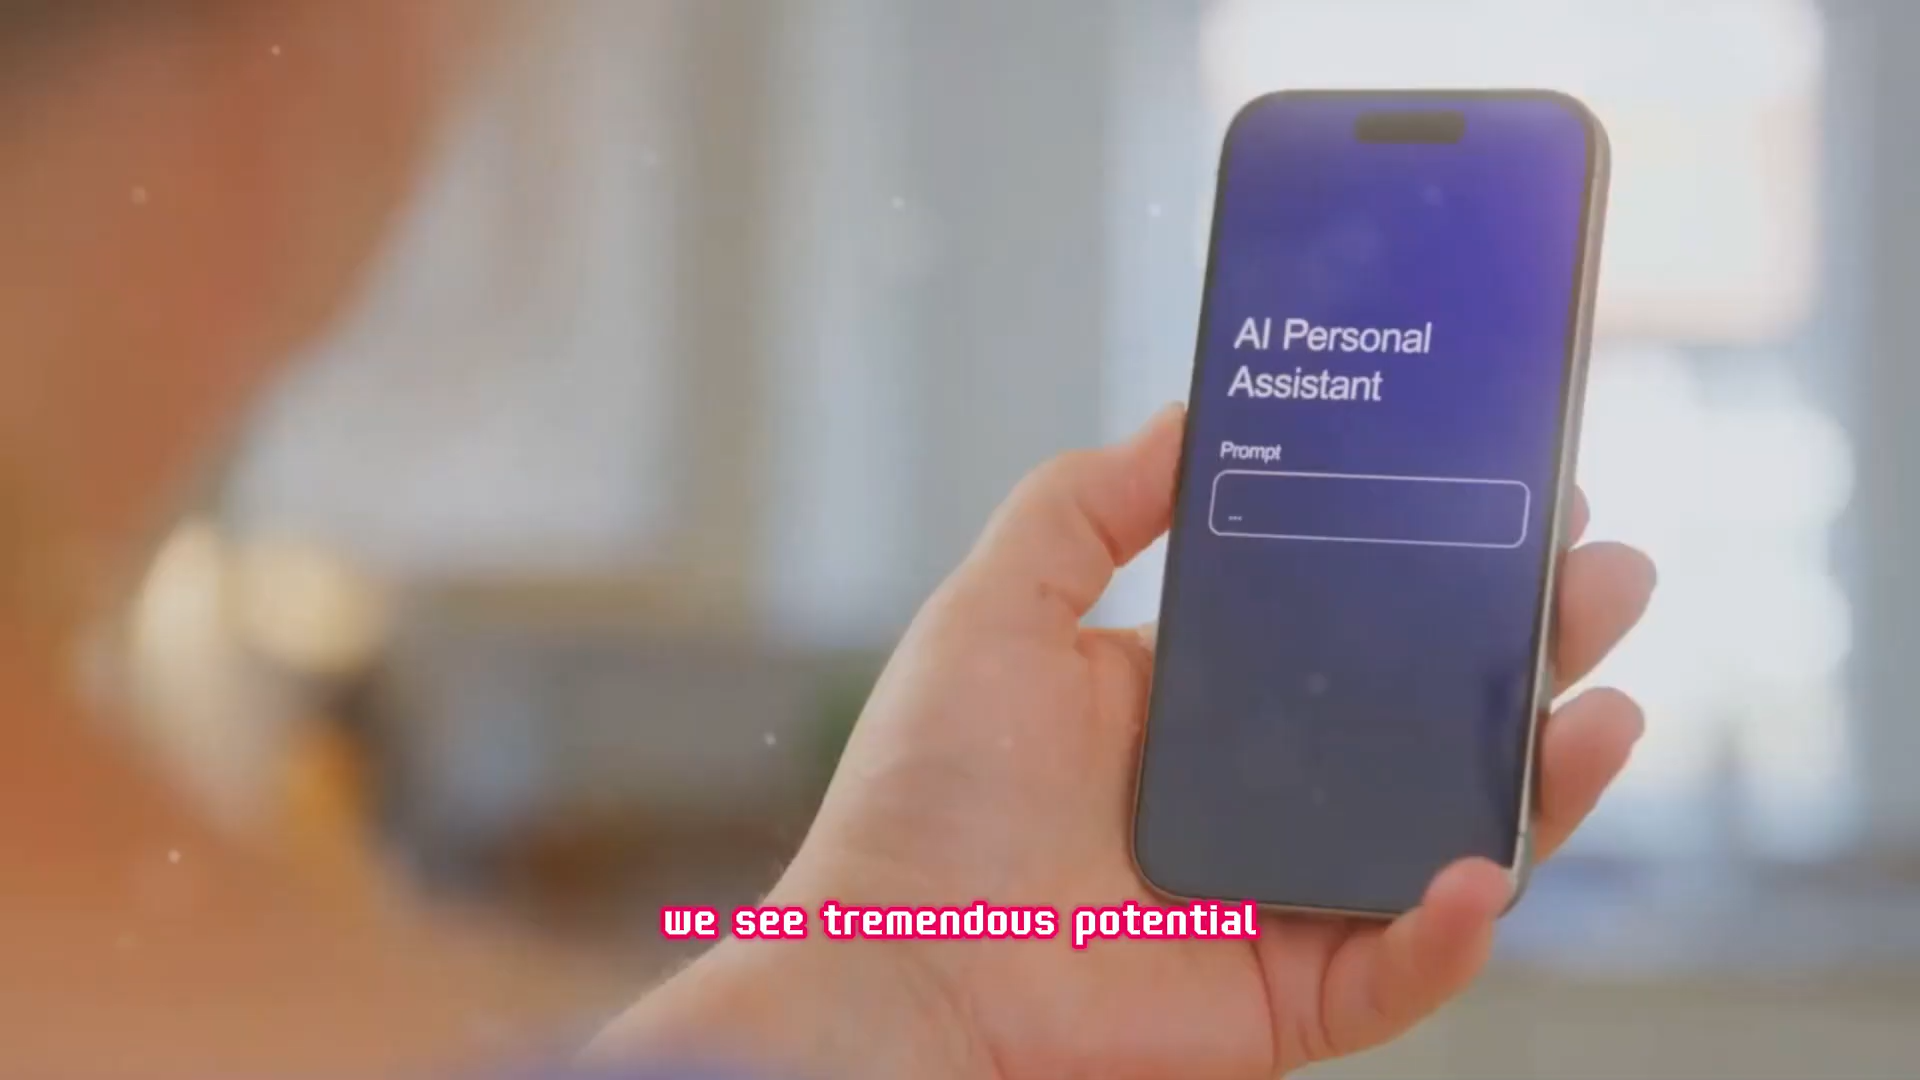 AI Personal
Assistant
Prompt
...
we see tremendous potential